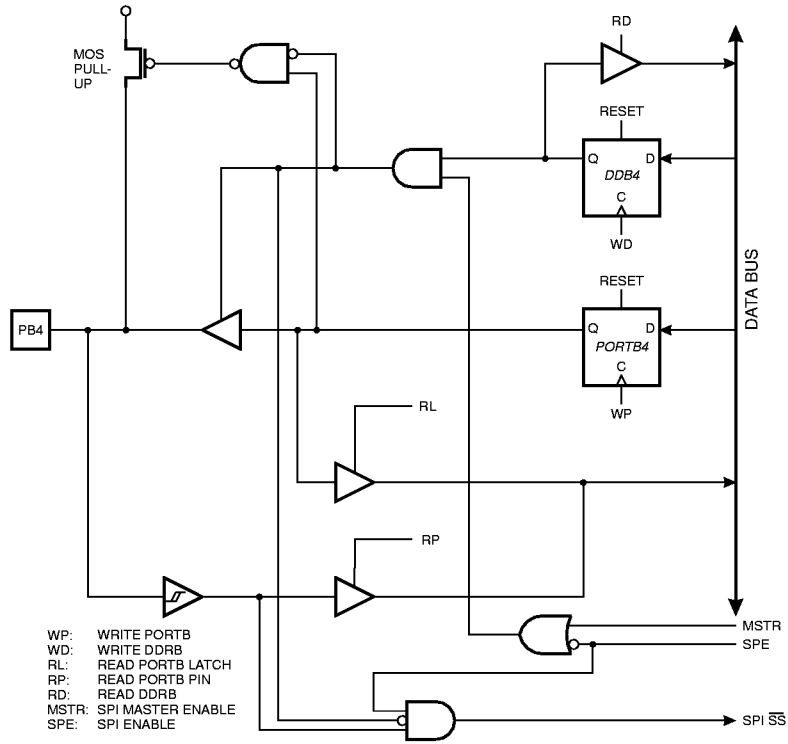 RD
MOS
PULL-
UP
RESET
Q D
DDB4
C
WD
DATA BUS
RESET
PB4
Q D
PORTB4
C
WP
RL
RP
WP: WRITE PORTB
WD: WRITE DDRB
RL: READ PORTB LATCH
RP: READ PORTB PIN
RD: READ DDRB
MSTR: SPI MASTER ENABLE
SPE: SPI ENABLE
MSTR
SPE
SPI S̅S̅